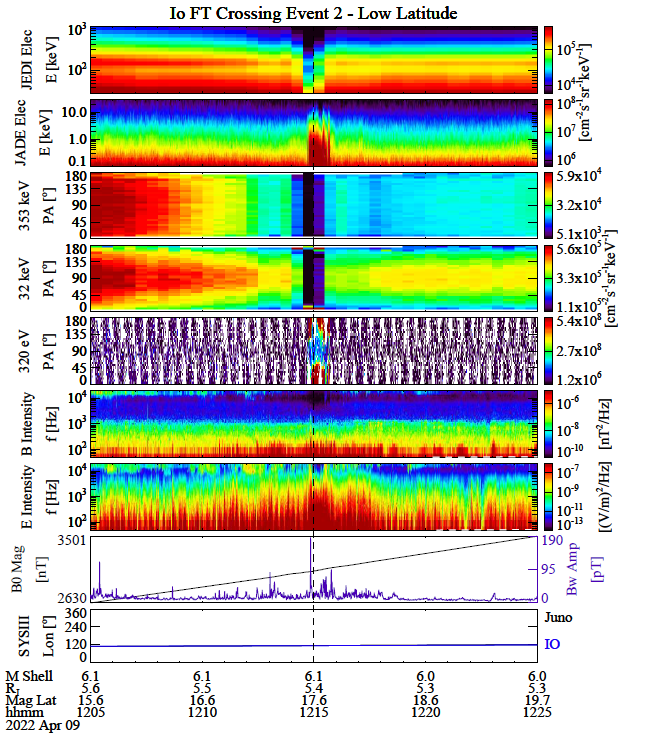 Io FT Crossing Event 2 - Low Latitude
JEDI Elec
E [keV]
10³
10²
10⁵
10⁴
[cm⁻²s⁻¹sr⁻¹keV⁻¹]
JADE Elec
E [keV]
10.0
1.0
0.1
10⁸
10⁷
10⁶
353 keV
PA [°]
180
135
90
45
0
5.9x10⁴
3.2x10⁴
5.1x10³
32 keV
PA [°]
180
135
90
45
0
5.6x10⁵
3.3x10⁵
1.1x10⁵
[cm⁻²s⁻¹sr⁻¹keV⁻¹]
320 eV
PA [°]
180
135
90
45
0
5.4x10⁸
2.7x10⁸
1.2x10⁶
B Intensity
f [Hz]
10⁴
10³
10²
10⁻⁶
10⁻⁸
10⁻¹⁰
[nT²/Hz]
E Intensity
f [Hz]
10⁴
10³
10²
10⁻⁷
10⁻⁹
10⁻¹¹
10⁻¹³
[(V/m)²/Hz]
B0 Mag
[nT]
3501
2630
190
95
0
Bw Amp
[pT]
SYSIII
Lon [°]
360
240
120
0
Juno
IO
M Shell 6.1 6.1 6.1 6.0 6.0
R_J 5.6 5.5 5.4 5.3 5.3
Mag Lat 15.6 16.6 17.6 18.6 19.7
hhmm 1205 1210 1215 1220 1225
2022 Apr 09